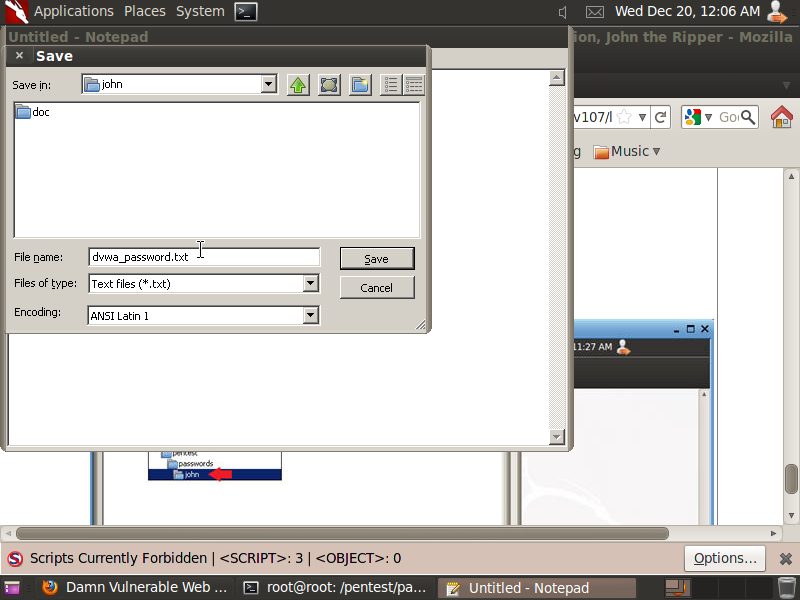 Applications Places System
Wed Dec 20, 12:06 AM
Untitled - Notepad
ion, John the Ripper - Mozilla
Save
Save in:
john
doc
v107/l
Goo
g
Music
File name:
dvwa_password.txt
Save
Files of type:
Text files (*.txt)
Cancel
Encoding:
ANSI Latin 1
11:27 AM
pentest
passwords
john
Scripts Currently Forbidden | <SCRIPT>: 3 | <OBJECT>: 0
Options...
Damn Vulnerable Web ...
root@root: /pentest/pa...
Untitled - Notepad